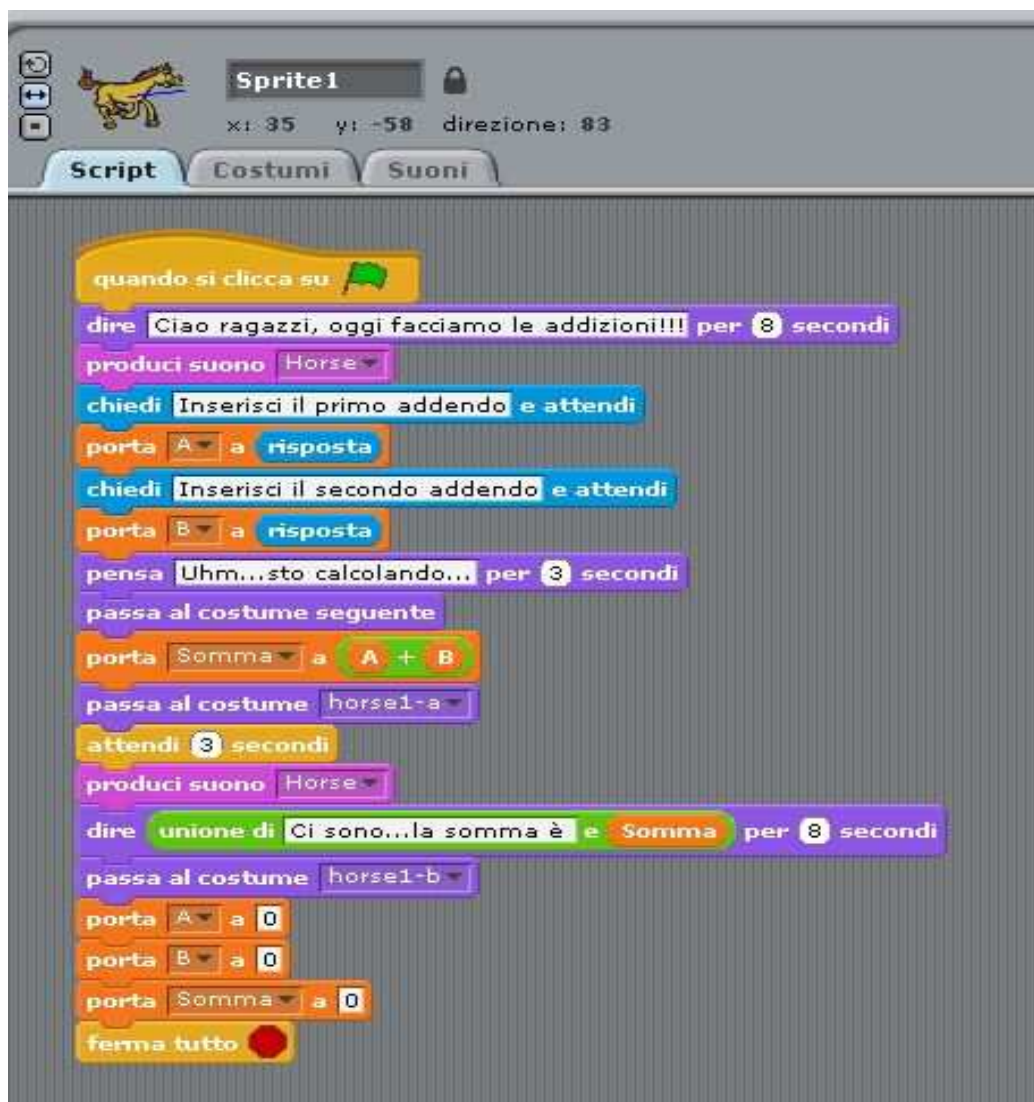 Sprite1
x: 35 y: -58 direzione: 83
Script Costumi Suoni
quando si clicca su
dire Ciao ragazzi, oggi facciamo le addizioni!!! per 8 secondi
produci suono Horse
chiedi Inserisci il primo addendo e attendi
porta A a risposta
chiedi Inserisci il secondo addendo e attendi
porta B a risposta
pensa Uhm...sto calcolando... per 3 secondi
passa al costume seguente
porta Somma a A + B
passa al costume horse1-a
attendi 3 secondi
produci suono Horse
dire unione di Ci sono...la somma è e Somma per 8 secondi
passa al costume horse1-b
porta A a 0
porta B a 0
porta Somma a 0
ferma tutto